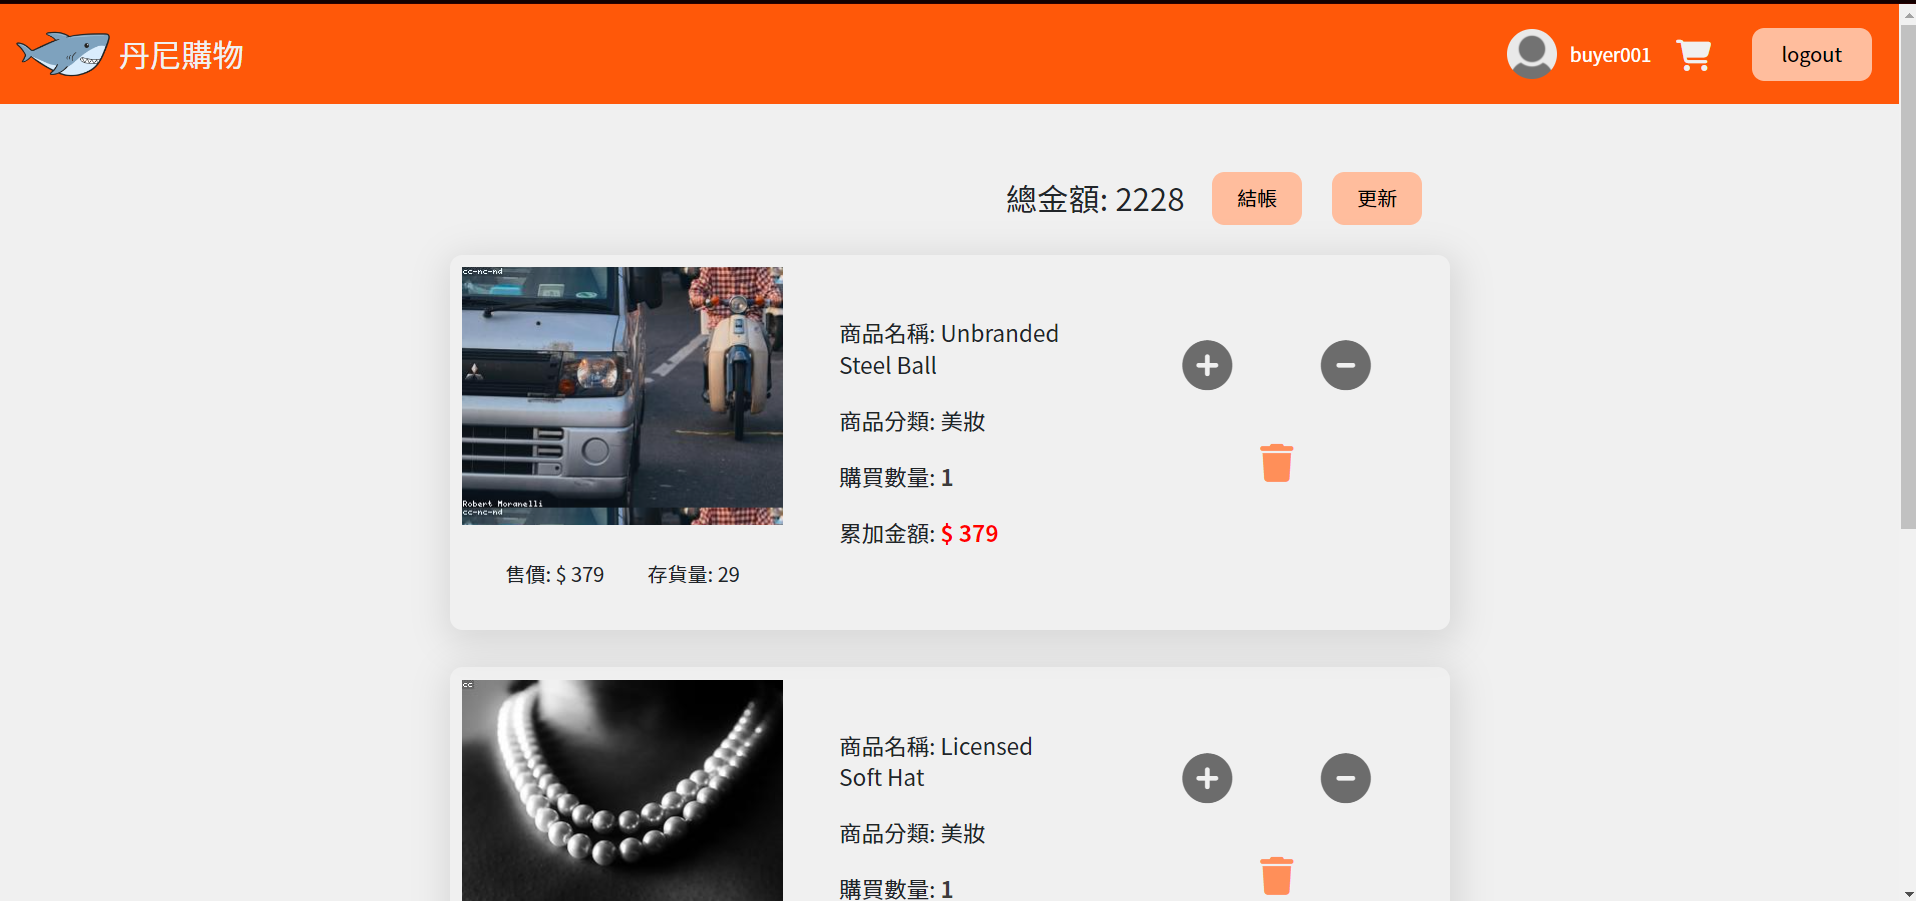 丹尼購物
buyer001
logout
總金額: 2228
結帳
更新
cc-nc-nd
Robert Moranelli
cc-nc-nd
商品名稱: Unbranded
Steel Ball
商品分類: 美妝
購買數量: 1
累加金額: $ 379
售價: $ 379
存貨量: 29
cc
商品名稱: Licensed
Soft Hat
商品分類: 美妝
購買數量: 1